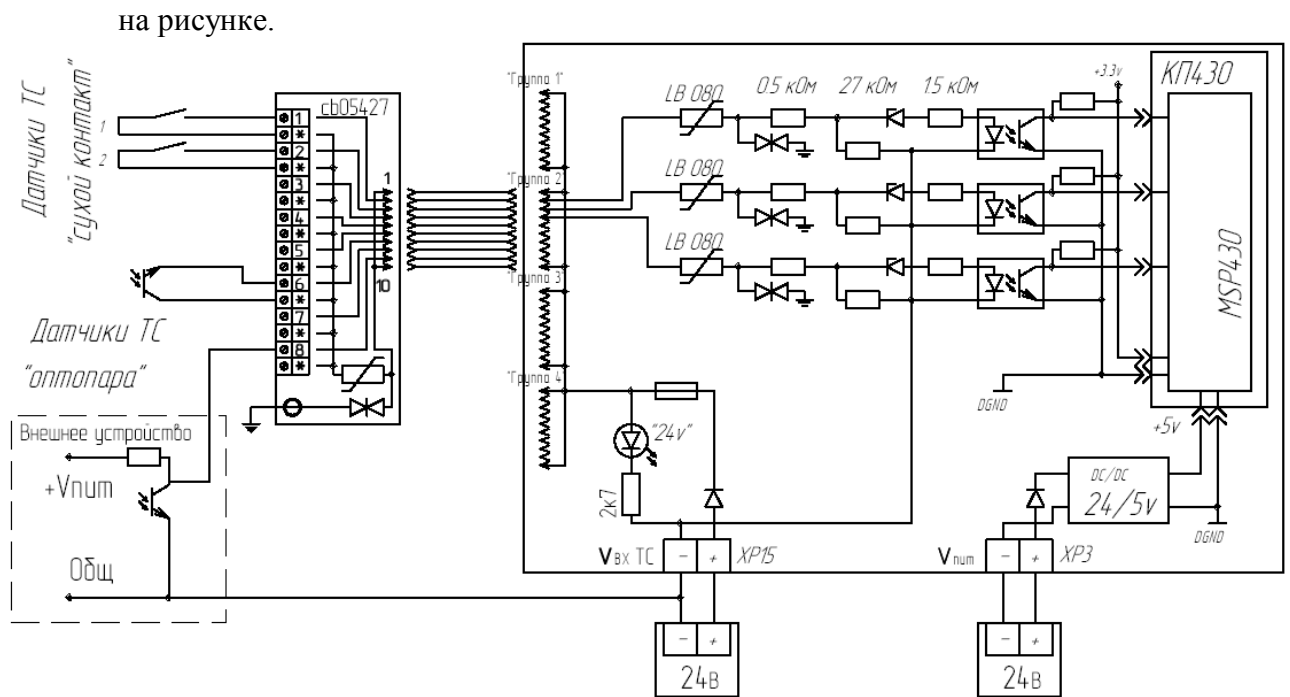 на рисунке.
Датчики ТС
"сухой контакт"
1
2
cb05427
1
*
2
*
3
*
4
*
5
*
6
*
7
*
8
*
1
10
Датчики ТС
"оптопара"
Внешнее устройство
+Vпит
Общ
"Группа 1"
"Группа 2"
"Группа 3"
"Группа 4"
LB 080
0.5 кОм
27 кОм
1.5 кОм
LB 080
LB 080
+3.3v
КП430
MSP430
DGND
+5v
"24v"
2к7
DC/DC
24/5v
DGND
Vвх ТС
-
+
XP15
Vпит
-
+
XP3
-
+
24в
-
+
24в